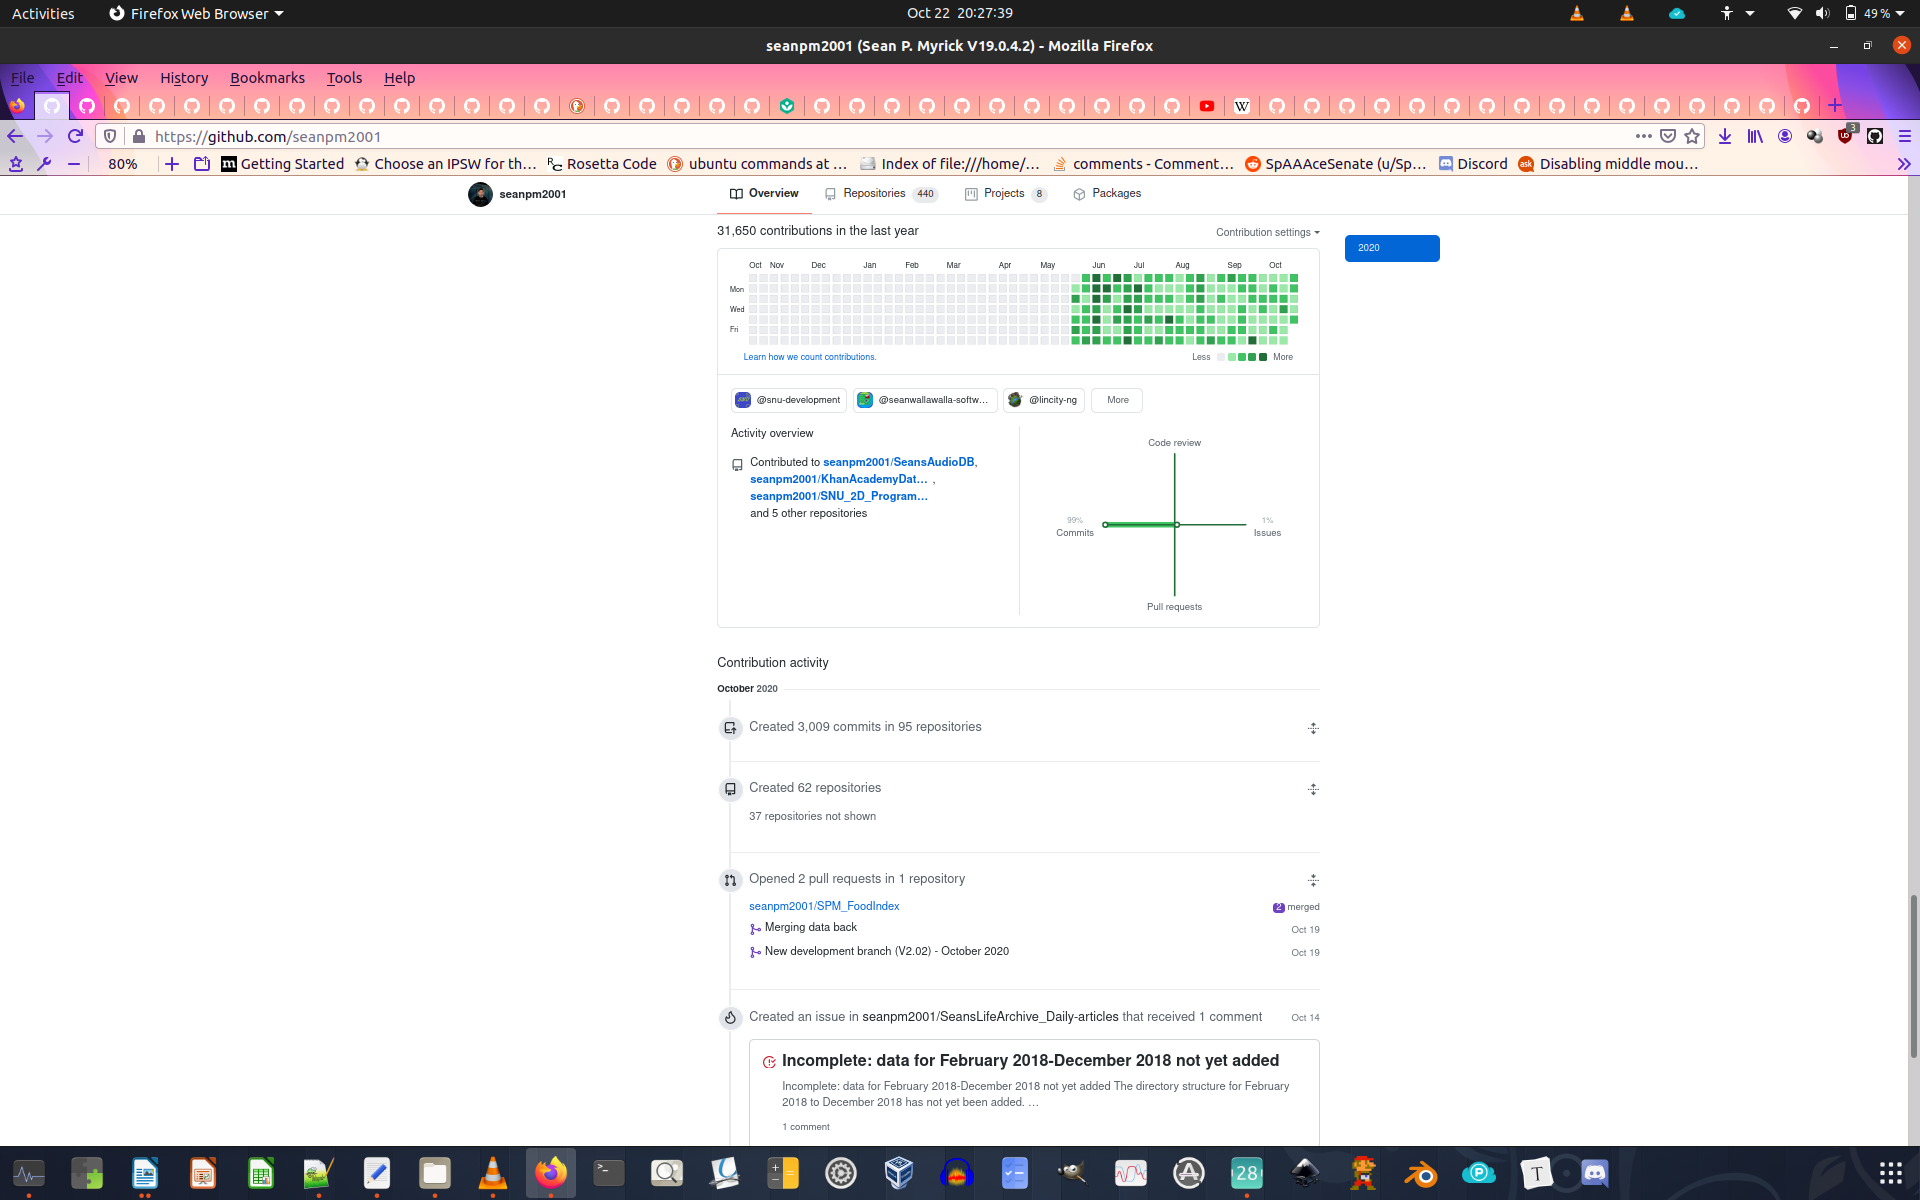 Activities Firefox Web Browser Oct 22 20:27:39 49 %
seanpm2001 (Sean P. Myrick V19.0.4.2) - Mozilla Firefox
File Edit View History Bookmarks Tools Help
https://github.com/seanpm2001 3
80% Getting Started Choose an IPSW for th… Rosetta Code ubuntu commands at … Index of file:///home/… comments - Comment… SpAAAceSenate (u/Sp… Discord Disabling middle mou…
seanpm2001 Overview Repositories 440 Projects 8 Packages
31,650 contributions in the last year Contribution settings
2020
Oct Nov Dec Jan Feb Mar Apr May Jun Jul Aug Sep Oct
Mon
Wed
Fri
Learn how we count contributions. Less More
@snu-development @seanwallawalla-softw… @lincity-ng More
Activity overview
Code review
Contributed to seanpm2001/SeansAudioDB,
seanpm2001/KhanAcademyDat… ,
seanpm2001/SNU_2D_Program…
and 5 other repositories
99% 1%
Commits Issues
Pull requests
Contribution activity
October 2020
Created 3,009 commits in 95 repositories
Created 62 repositories
37 repositories not shown
Opened 2 pull requests in 1 repository
seanpm2001/SPM_FoodIndex 2 merged
Merging data back Oct 19
New development branch (V2.02) - October 2020 Oct 19
Created an issue in seanpm2001/SeansLifeArchive_Daily-articles that received 1 comment Oct 14
Incomplete: data for February 2018-December 2018 not yet added
Incomplete: data for February 2018-December 2018 not yet added The directory structure for February
2018 to December 2018 has not yet been added. …
1 comment
28